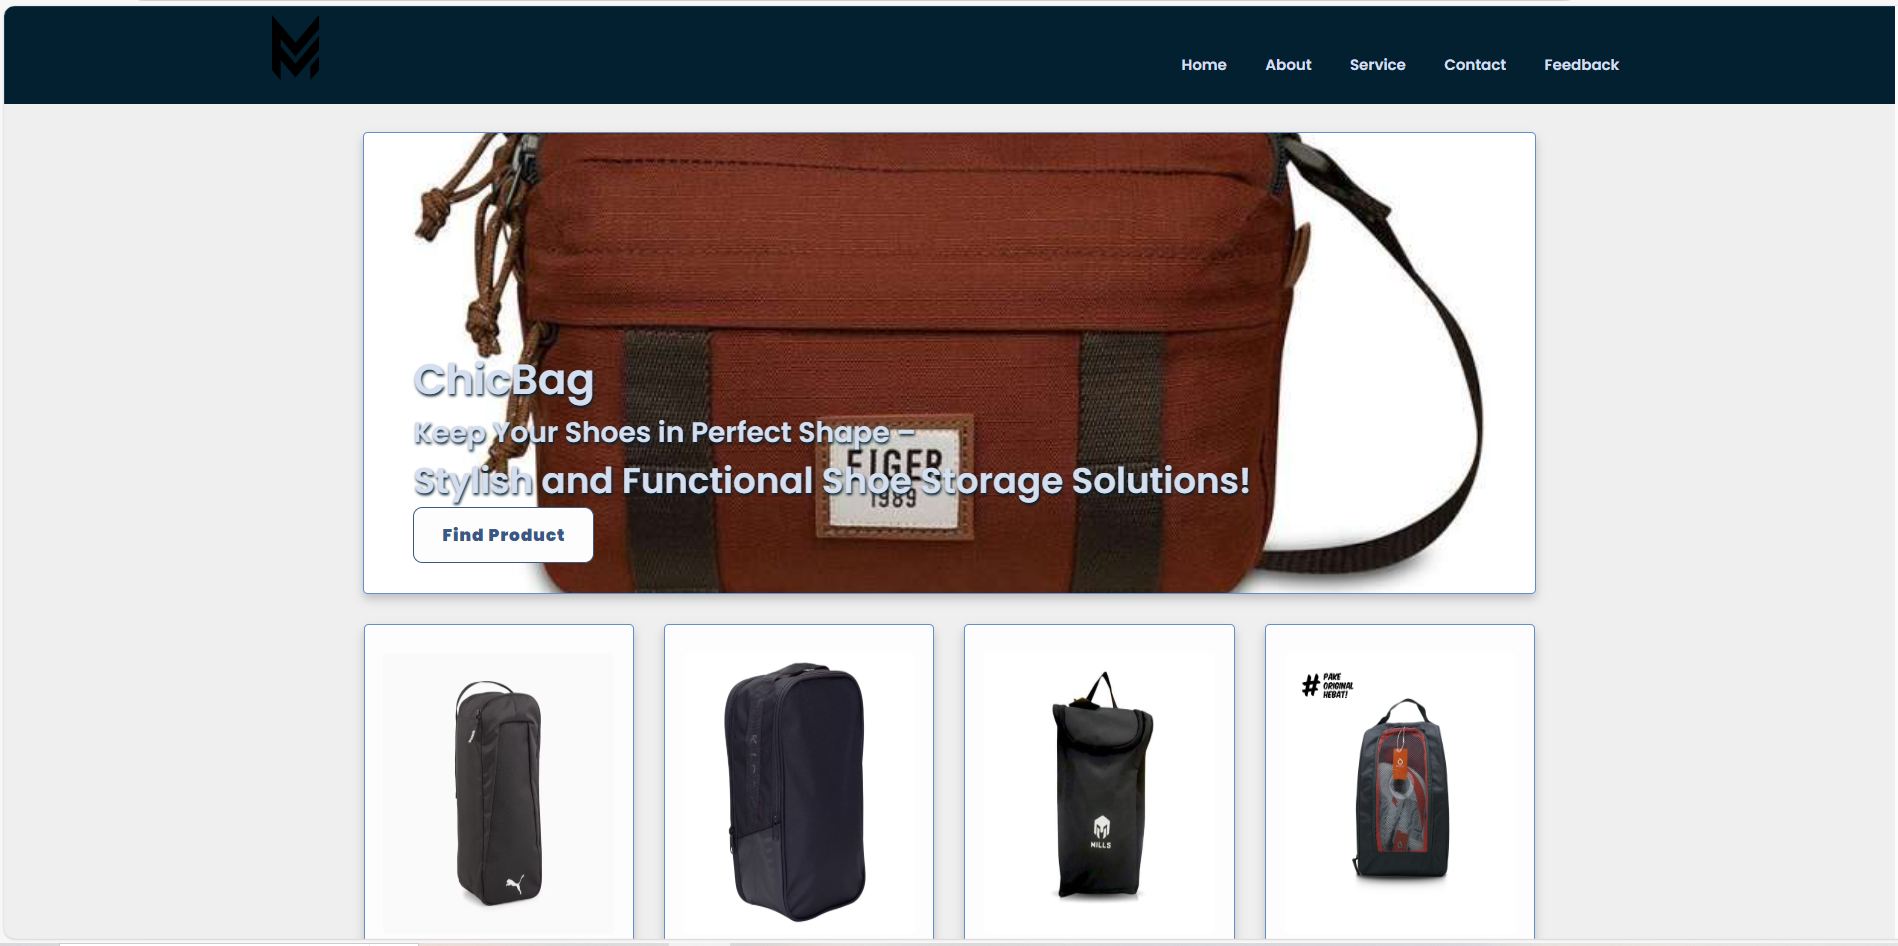 Home About Service Contact Feedback
ChicBag
Keep Your Shoes in Perfect Shape –
EIGER
Stylish and Functional Shoe Storage Solutions!
1989
Find Product
MILLS
# PAKE
ORIGINAL
HEBAT!